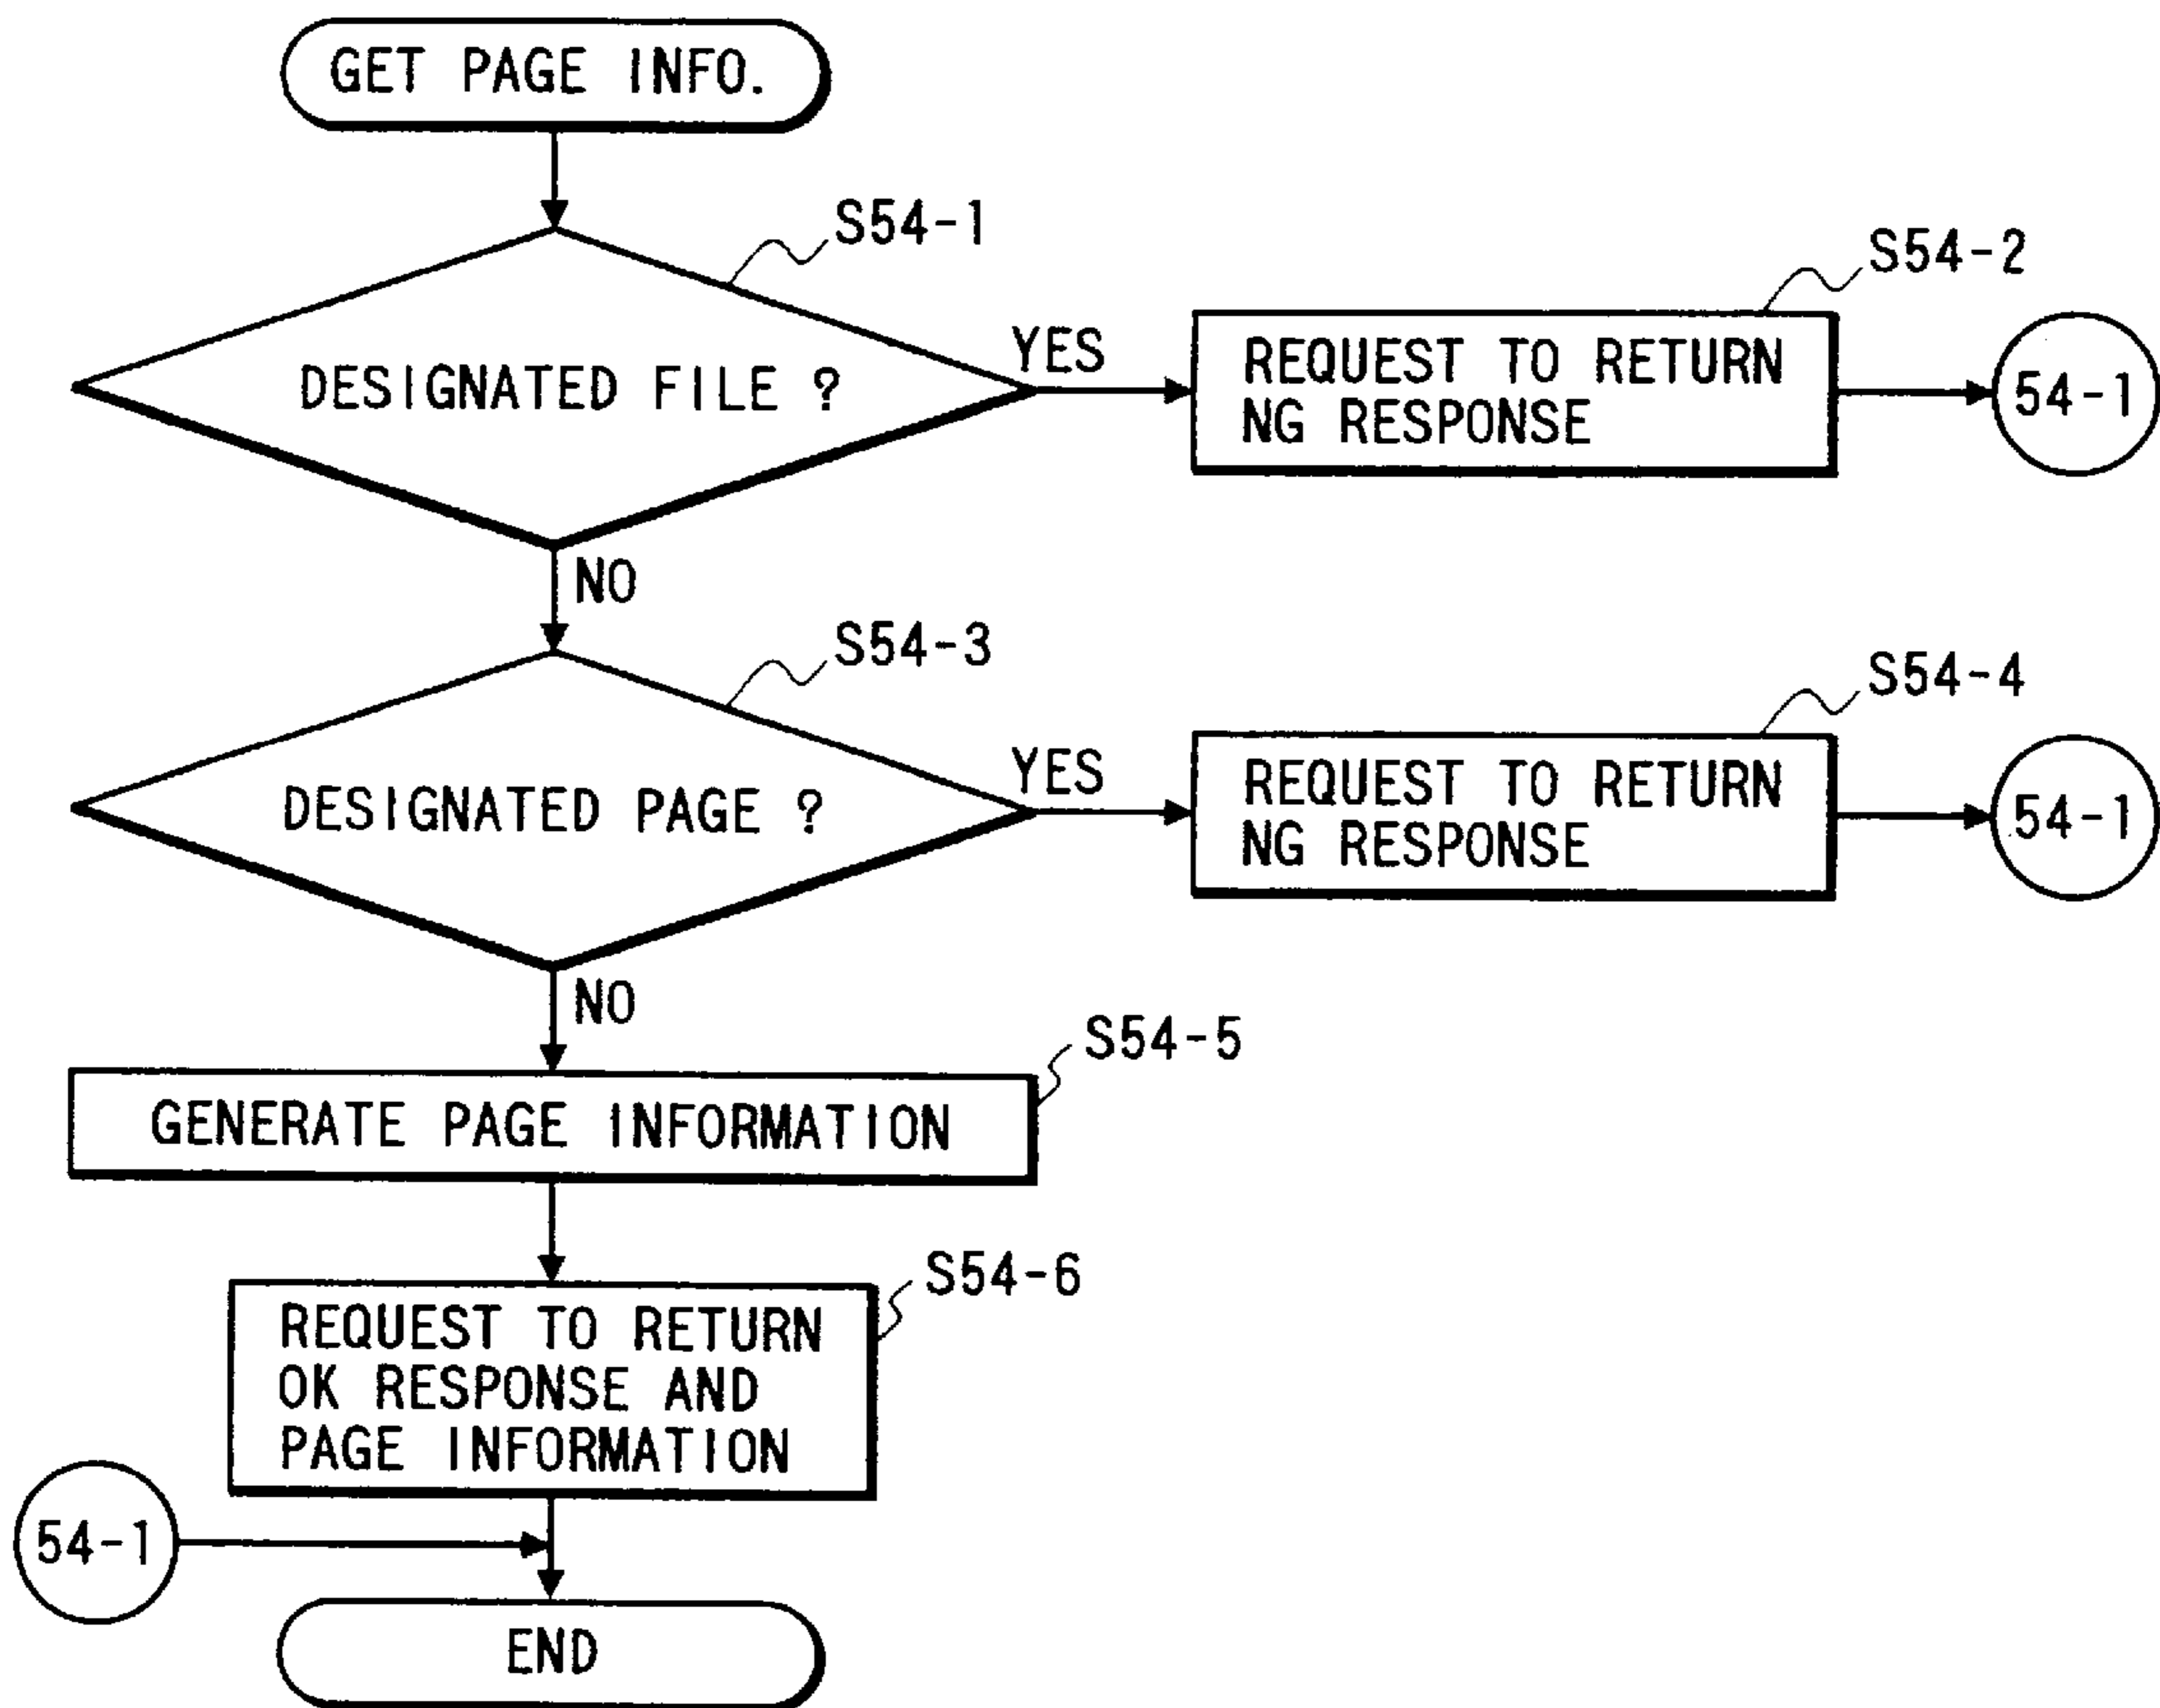 GET PAGE INFO.
S54-1
DESIGNATED FILE ?
YES
S54-2
REQUEST TO RETURN
NG RESPONSE
54-1
NO
S54-3
DESIGNATED PAGE ?
YES
S54-4
REQUEST TO RETURN
NG RESPONSE
54-1
NO
S54-5
GENERATE PAGE INFORMATION
S54-6
REQUEST TO RETURN
OK RESPONSE AND
PAGE INFORMATION
54-1
END